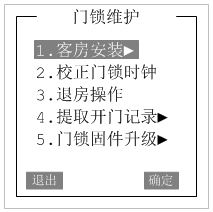 门锁维护
1.客房安装▶
2.校正门锁时钟
3.退房操作
4.提取开门记录▶
5.门锁固件升级▶
退出 确定